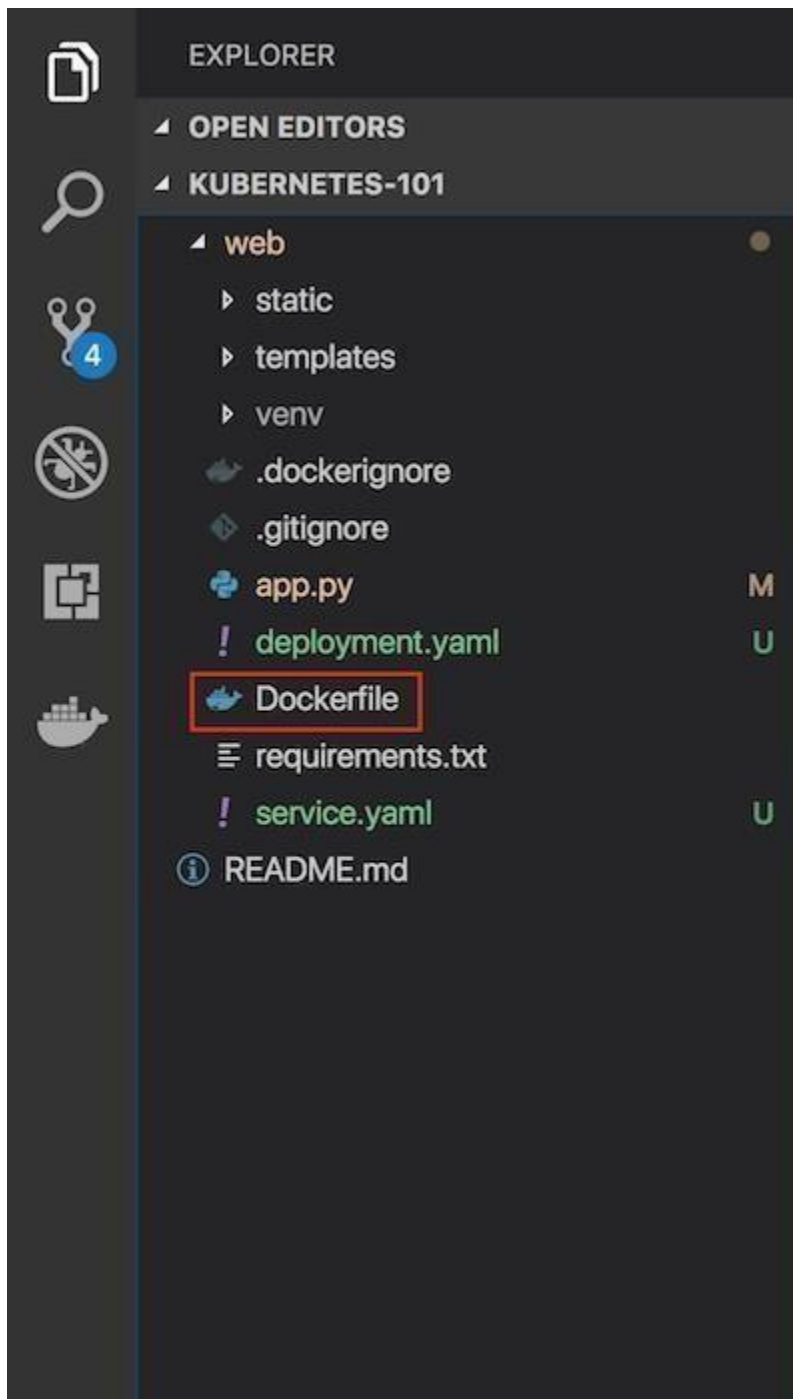 EXPLORER
OPEN EDITORS
KUBERNETES-101
web
static
templates
4
venv
.dockerignore
.gitignore
app.py M
deployment.yaml U
Dockerfile
requirements.txt
service.yaml U
README.md